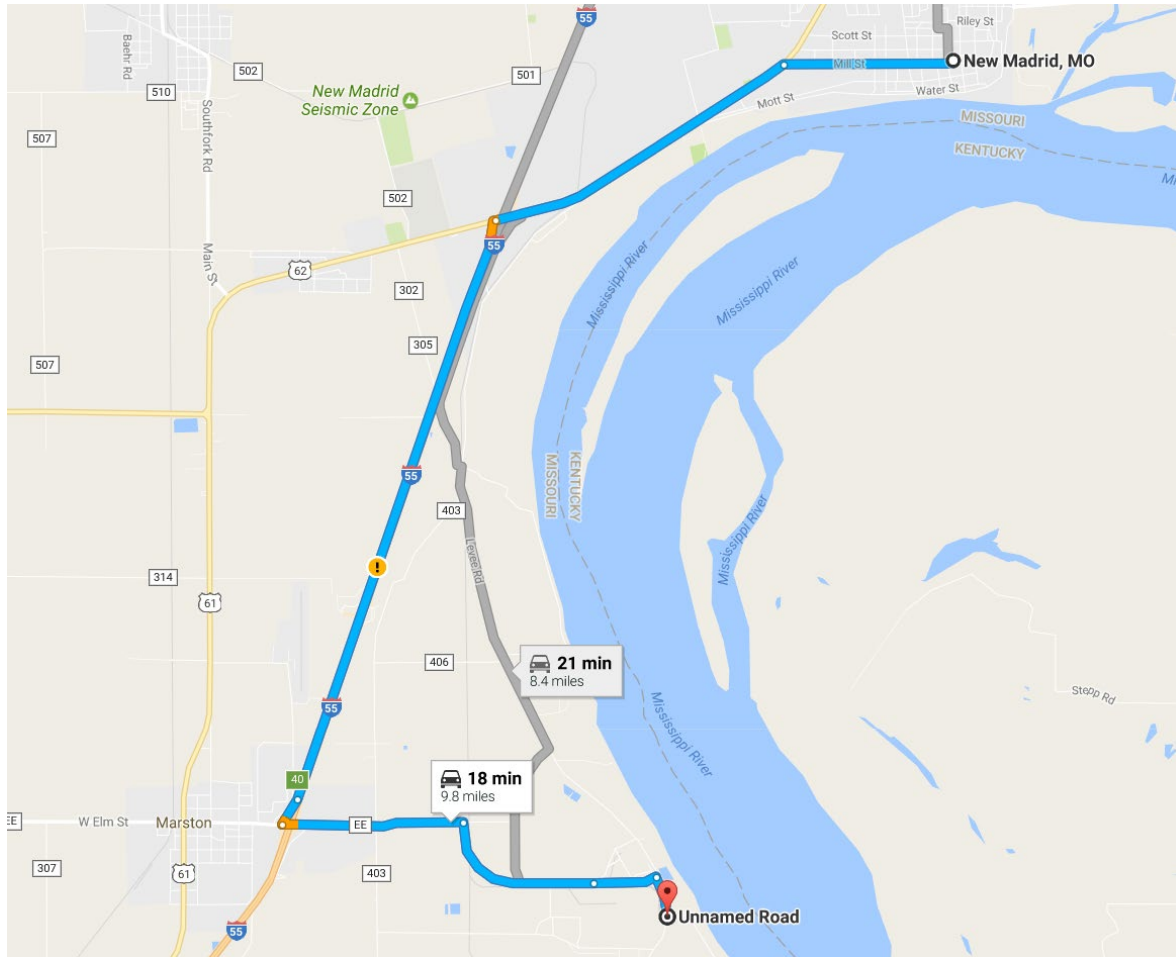 55
Riley St
Scott St
Baehr Rd
502
501
Mill St
New Madrid, MO
New Madrid
Seismic Zone
510
Southfork Rd
Mott St
Water St
MISSOURI
KENTUCKY
507
Mi
502
55
62
Main St
302
Mississippi River
Mississippi River
305
507
55
MISSOURI
KENTUCKY
403
Mississippi River
Levee Rd
314
61
406
21 min
8.4 miles
Stepp Rd
55
Mississippi River
40
18 min
9.8 miles
EE
W Elm St
Marston
EE
307
61
403
Unnamed Road
55